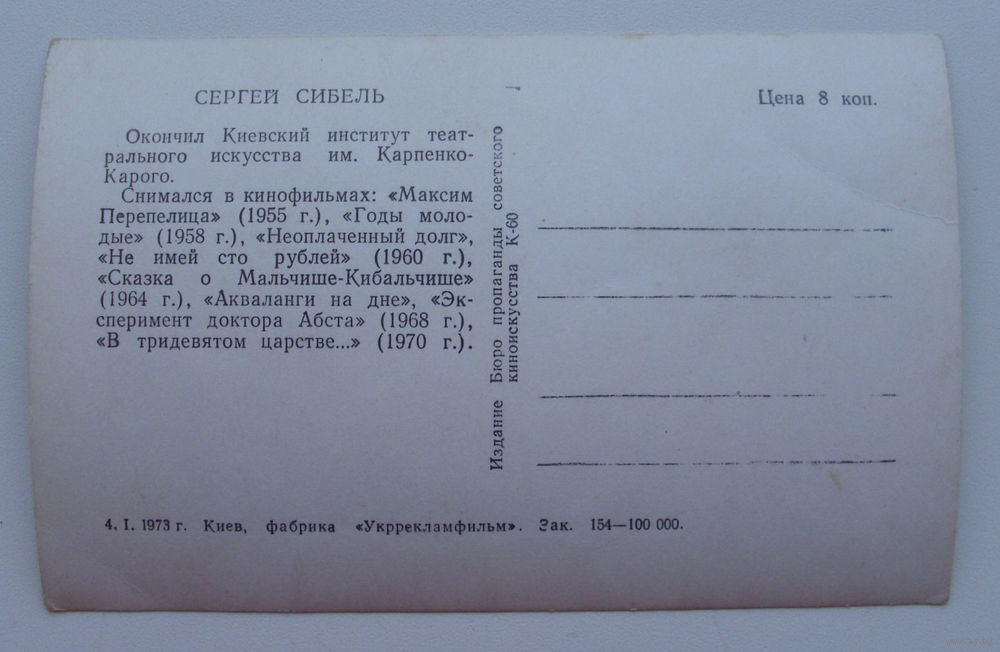 СЕРГЕЙ СИБЕЛЬ
Окончил Киевский институт теат-
рального искусства им. Карпенко-
Карого.
Снимался в кинофильмах: «Максим
Перепелица» (1955 г.), «Годы моло-
дые» (1958 г.), «Неоплаченный долг»,
«Не имей сто рублей» (1960 г.),
«Сказка о Мальчише-Кибальчише»
(1964 г.), «Акваланги на дне», «Эк-
сперимент доктора Абста» (1968 г.),
«В тридевятом царстве...» (1970 г.).
Издание Бюро пропаганды советского
киноискусства К-60
Цена 8 коп.
4. I. 1973 г. Киев, фабрика «Укррекламфильм». Зак. 154—100 000.